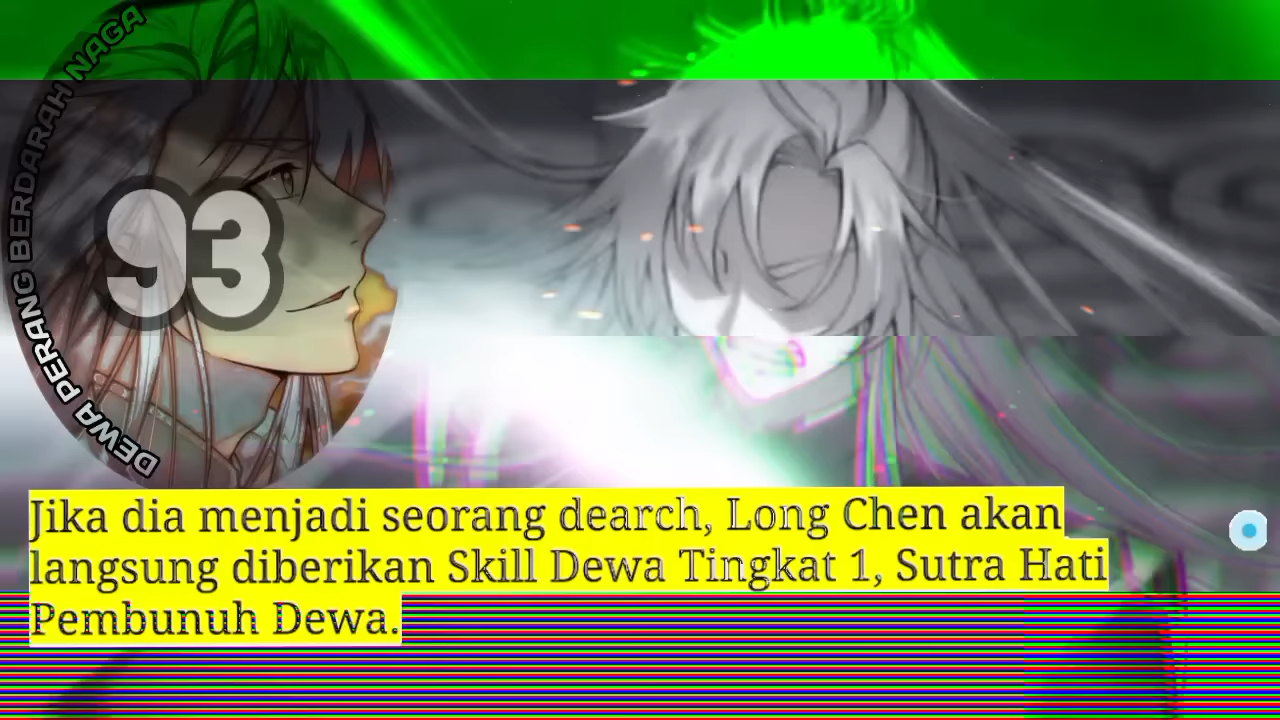 DEWA PERANG BERDARAH NAGA
93
Jika dia menjadi seorang dearch, Long Chen akan
langsung diberikan Skill Dewa Tingkat 1, Sutra Hati
Pembunuh Dewa.